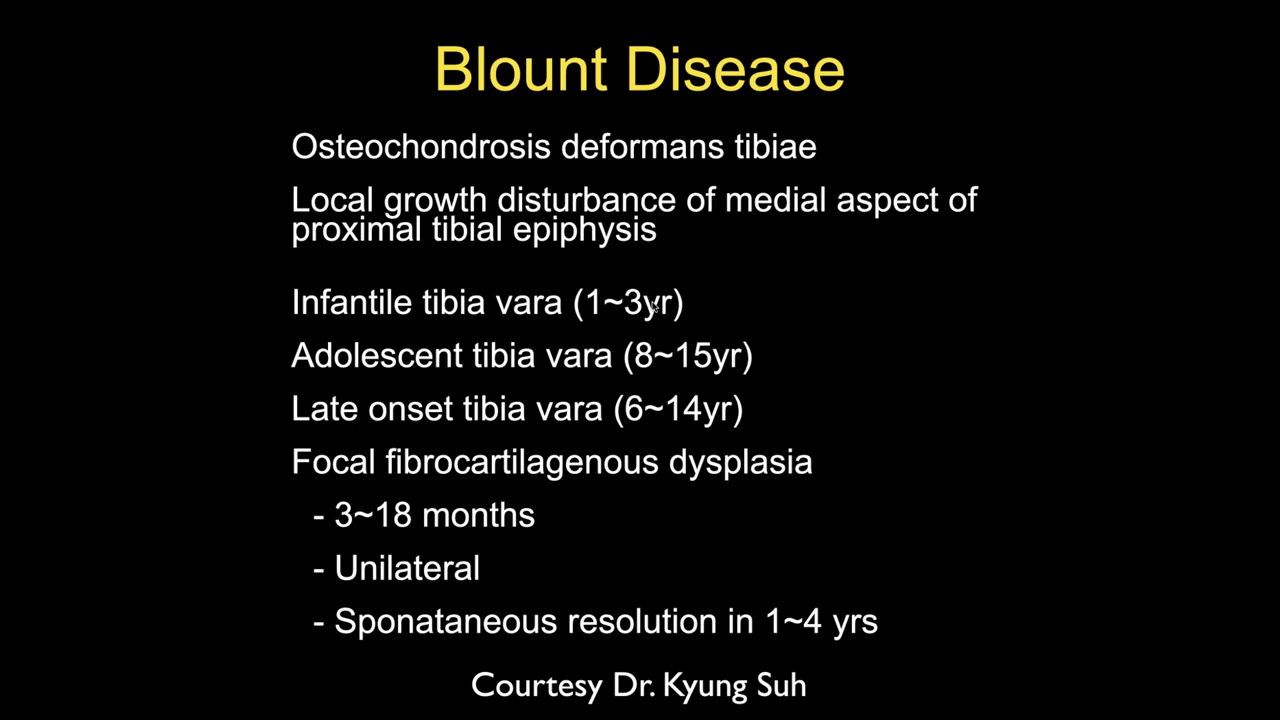 Blount Disease
Osteochondrosis deformans tibiae
Local growth disturbance of medial aspect of
proximal tibial epiphysis
Infantile tibia vara (1~3yr)
Adolescent tibia vara (8~15yr)
Late onset tibia vara (6~14yr)
Focal fibrocartilagenous dysplasia
- 3~18 months
- Unilateral
- Sponataneous resolution in 1~4 yrs
Courtesy Dr. Kyung Suh